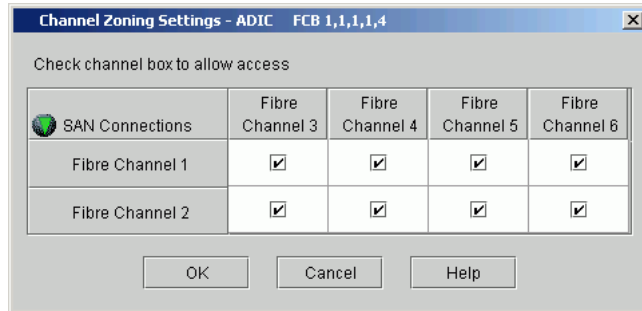 Channel Zoning Settings - ADIC FCB 1,1,1,1,4
Check channel box to allow access
SAN Connections
Fibre Channel 3
Fibre Channel 4
Fibre Channel 5
Fibre Channel 6
Fibre Channel 1
Fibre Channel 2
OK Cancel Help